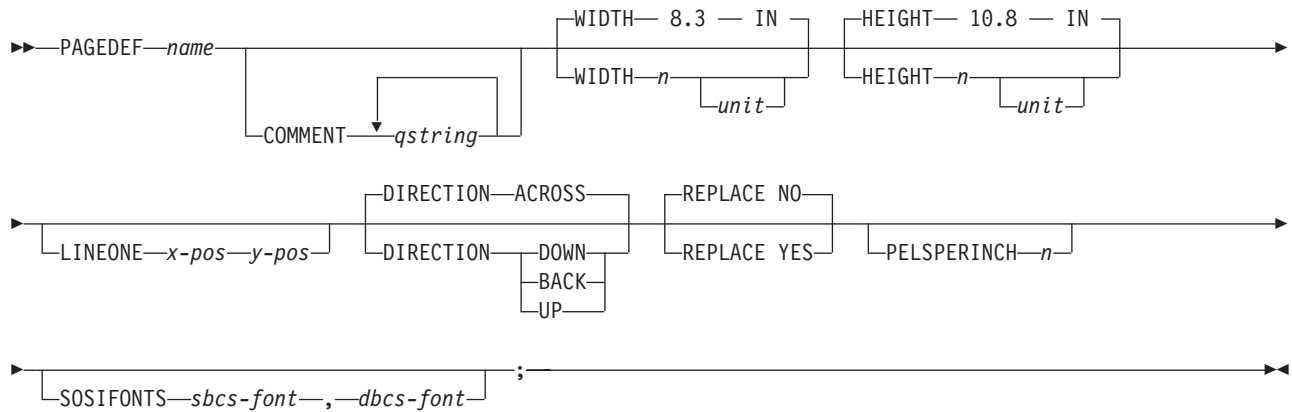 WIDTH 8.3 IN HEIGHT 10.8 IN
PAGEDEF name WIDTH n HEIGHT n
unit unit
COMMENT qstring
DIRECTION ACROSS REPLACE NO
LINEONE x-pos y-pos DIRECTION DOWN REPLACE YES PELSPERINCH n
BACK
UP
;
SOSIFONTS sbcs-font , dbcs-font